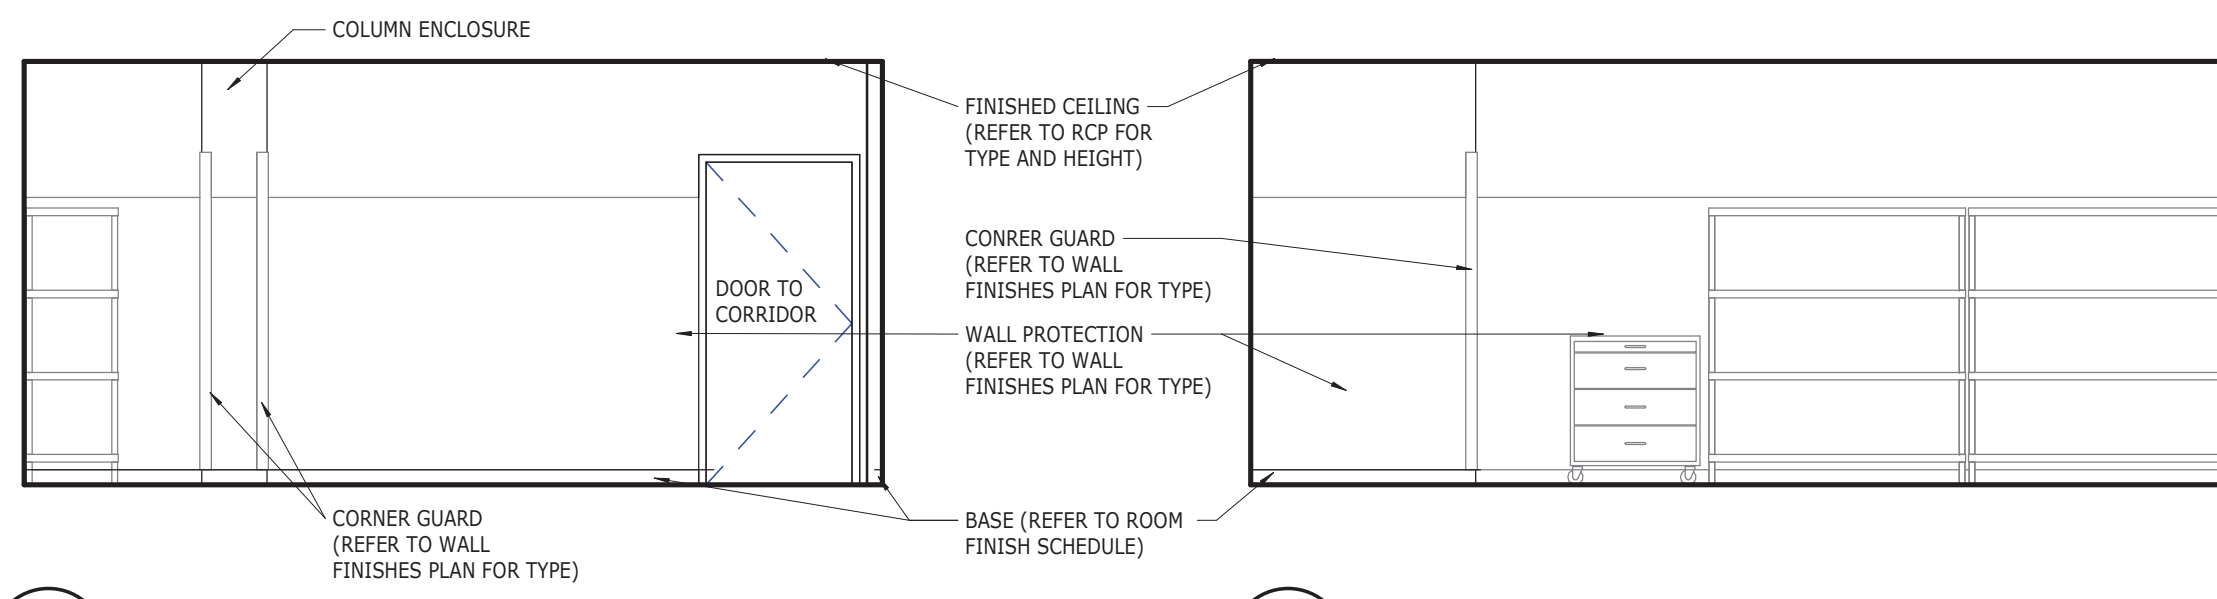 COLUMN ENCLOSURE
FINISHED CEILING
(REFER TO RCP FOR
TYPE AND HEIGHT)
CONRER GUARD
(REFER TO WALL
FINISHES PLAN FOR TYPE)
DOOR TO
CORRIDOR
WALL PROTECTION
(REFER TO WALL
FINISHES PLAN FOR TYPE)
CORNER GUARD
(REFER TO WALL
FINISHES PLAN FOR TYPE)
BASE (REFER TO ROOM
FINISH SCHEDULE)